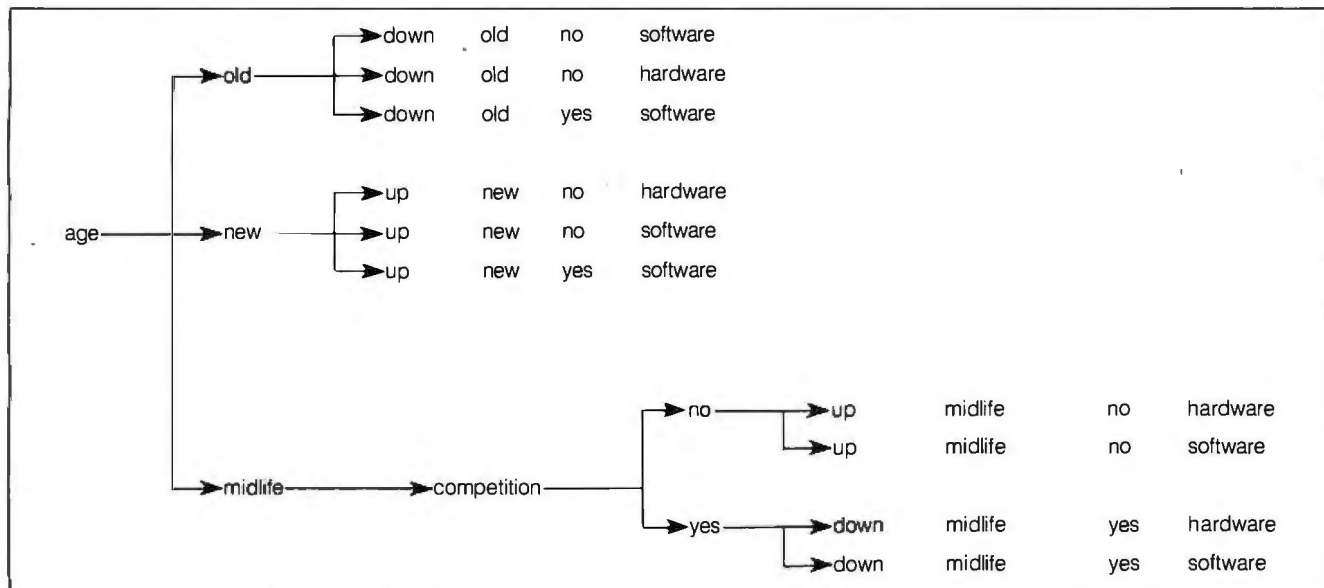 down old no software
old down old no hardware
down old yes software
up new no hardware
age new up new no software
up new yes software
no up midlife no hardware
up midlife no software
midlife competition
yes down midlife yes hardware
down midlife yes software